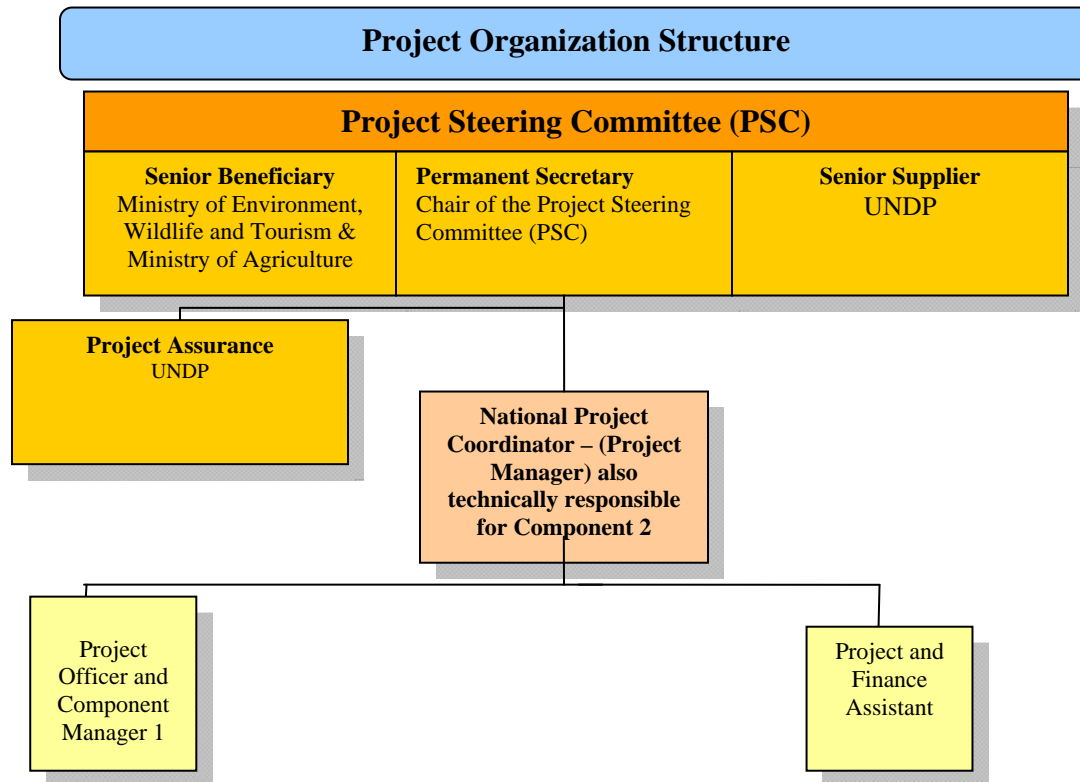 Project Organization Structure
Project Steering Committee (PSC)
Senior Beneficiary
Ministry of Environment,
Wildlife and Tourism &
Ministry of Agriculture
Permanent Secretary
Chair of the Project Steering
Committee (PSC)
Senior Supplier
UNDP
Project Assurance
UNDP
National Project
Coordinator – (Project
Manager) also
technically responsible
for Component 2
Project
Officer and
Component
Manager 1
Project and
Finance
Assistant